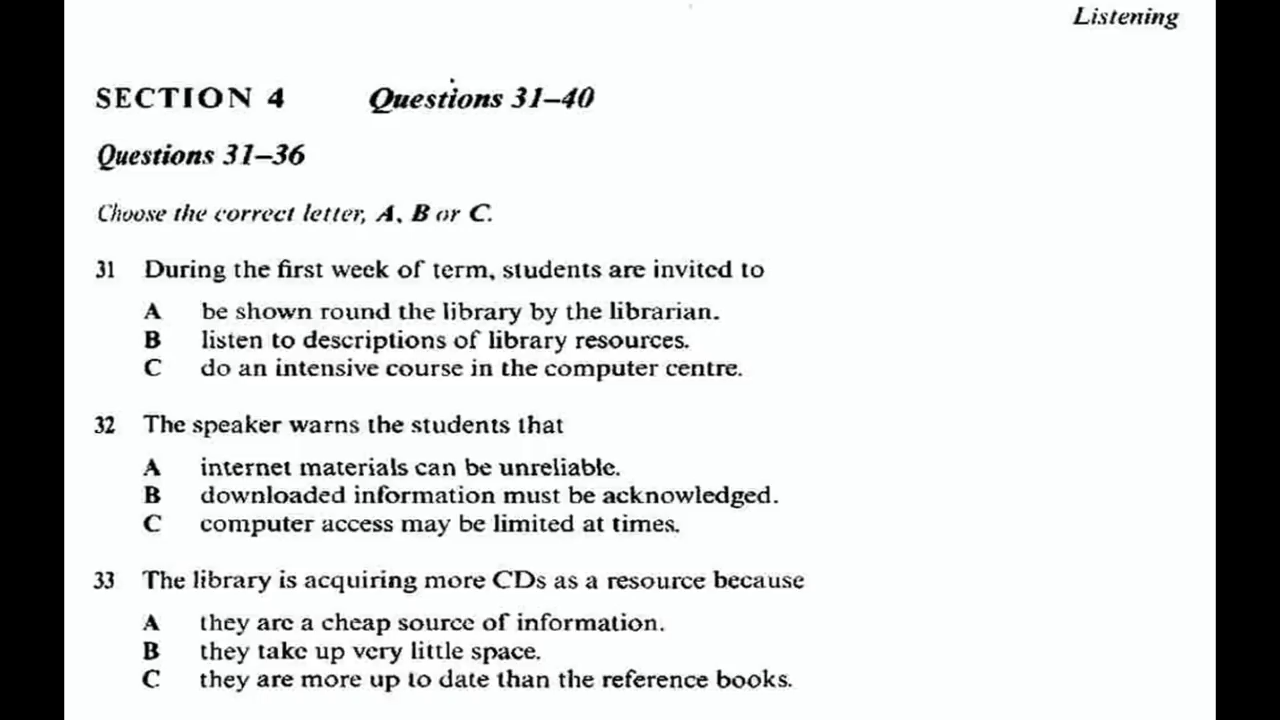 Listening
SECTION 4 Questions 31–40
Questions 31–36
Choose the correct letter, A, B or C.
31 During the first week of term, students are invited to
A be shown round the library by the librarian.
B listen to descriptions of library resources.
C do an intensive course in the computer centre.
32 The speaker warns the students that
A internet materials can be unreliable.
B downloaded information must be acknowledged.
C computer access may be limited at times.
33 The library is acquiring more CDs as a resource because
A they are a cheap source of information.
B they take up very little space.
C they are more up to date than the reference books.